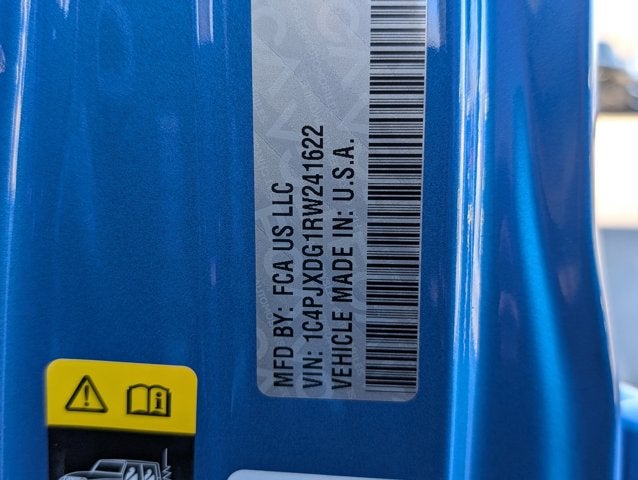 MFD BY: FCA US LLC
VIN: 1C4PJXDG1RW241622
VEHICLE MADE IN: U.S.A.